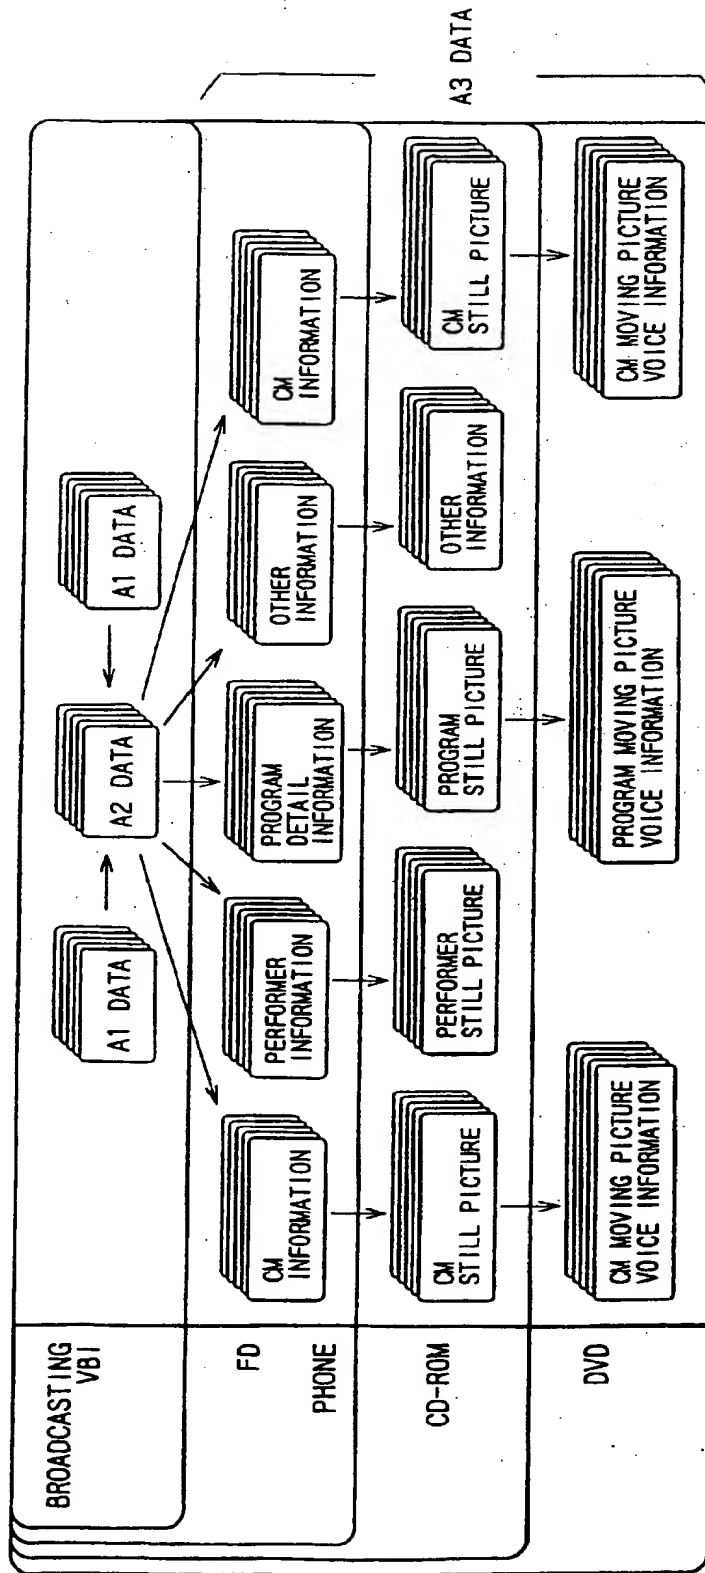 BROADCASTING
VBI
A1 DATA
A2 DATA
A1 DATA
FD
PHONE
CM
INFORMATION
PERFORMER
INFORMATION
PROGRAM
DETAIL
INFORMATION
OTHER
INFORMATION
CM
INFORMATION
CD-ROM
CM
STILL PICTURE
PERFORMER
STILL PICTURE
PROGRAM
STILL PICTURE
OTHER
INFORMATION
CM
STILL PICTURE
DVD
CM MOVING PICTURE
VOICE INFORMATION
PROGRAM MOVING PICTURE
VOICE INFORMATION
CM MOVING PICTURE
VOICE INFORMATION
A3 DATA